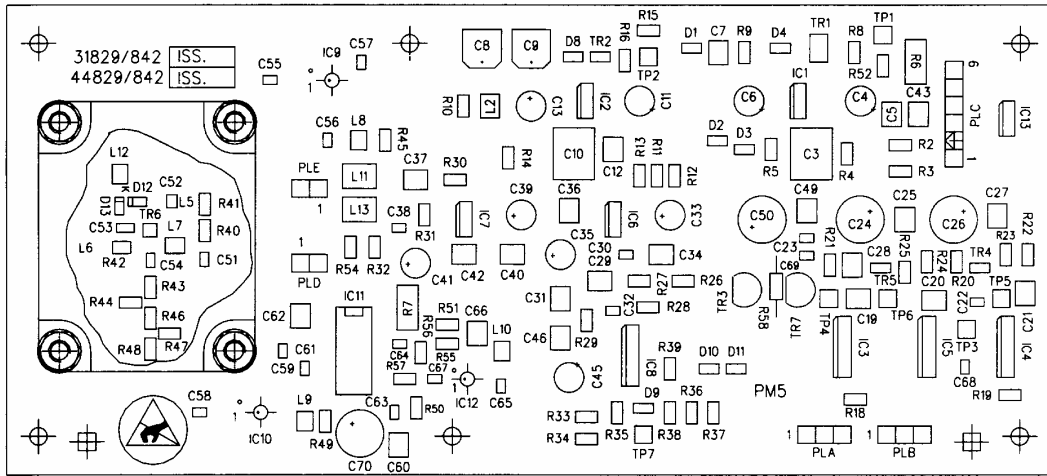 31829/842 ISS.
44829/842 ISS.
C55
IC9
1
C57
C8
C9
D8
TR2
R16
R15
TP2
D1
C7
R9
D4
TR1
R8
R52
TP1
R6
C43
9
PLC
1
IC13
R10
L2
C13
IC2
C11
C6
IC1
C4
C5
C56
L8
R45
C37
R30
R14
C10
C12
R13
R11
R12
D2
D3
R5
C3
R4
R2
R3
L12
K
D12
D13
C52
L5
R41
C53
TR6
L7
R40
L6
R42
C54
C51
R43
R44
R46
R48
R47
PLE
1
L11
L13
C38
R31
IC7
C39
C36
C35
IC6
C33
C50
C49
C24
C25
C26
C27
1
PLD
R54
R32
C41
C42
C40
C30
C29
C34
C23
C69
R21
C28
R25
R24
R20
TR4
R23
R22
C62
IC11
R7
R56
R51
C66
L10
C31
C46
R29
C32
R27
R28
R26
TR3
R58
TR7
TP4
C19
TR5
TP6
C20
C22
TP5
C21
C61
C59
C64
R57
R55
C67
IC12
1
C65
C45
IC8
R39
D10
D11
PM5
IC3
IC5
TP3
C68
IC4
C58
1
IC10
L9
R49
C63
R50
C70
C60
R33
R34
R35
D9
TP7
R38
R36
R37
R18
R19
1
PLA
1
PLB